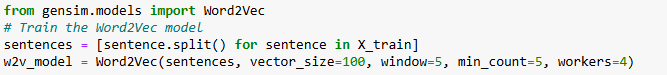 from gensim.models import Word2Vec
# Train the Word2Vec model
sentences = [sentence.split() for sentence in X_train]
w2v_model = Word2Vec(sentences, vector_size=100, window=5, min_count=5, workers=4)